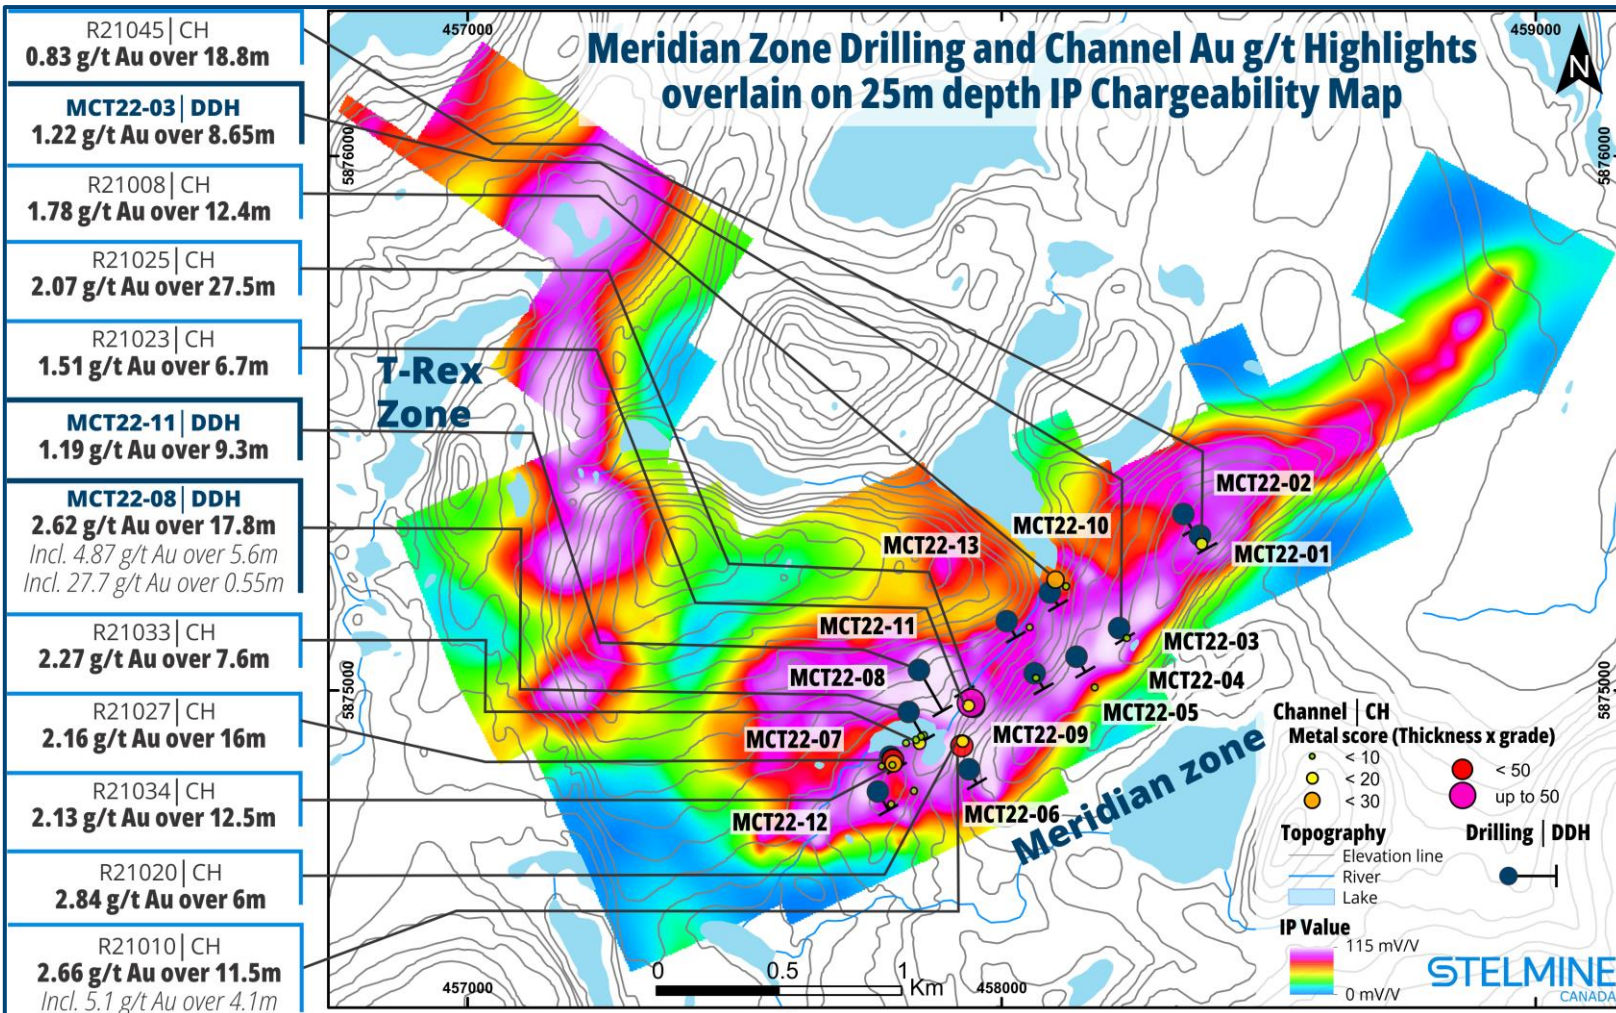 R21045 | CH
0.83 g/t Au over 18.8m
MCT22-03 | DDH
1.22 g/t Au over 8.65m
R21008 | CH
1.78 g/t Au over 12.4m
R21025 | CH
2.07 g/t Au over 27.5m
R21023 | CH
1.51 g/t Au over 6.7m
MCT22-11 | DDH
1.19 g/t Au over 9.3m
MCT22-08 | DDH
2.62 g/t Au over 17.8m
Incl. 4.87 g/t Au over 5.6m
Incl. 27.7 g/t Au over 0.55m
R21033 | CH
2.27 g/t Au over 7.6m
R21027 | CH
2.16 g/t Au over 16m
R21034 | CH
2.13 g/t Au over 12.5m
R21020 | CH
2.84 g/t Au over 6m
R21010 | CH
2.66 g/t Au over 11.5m
Incl. 5.1 g/t Au over 4.1m
457000
459000
Meridian Zone Drilling and Channel Au g/t Highlights
overlain on 25m depth IP Chargeability Map
N
5876000
5876000
T-Rex
Zone
MCT22-02
MCT22-10
MCT22-13
MCT22-01
MCT22-11
MCT22-03
MCT22-08
MCT22-04
MCT22-05
MCT22-09
MCT22-07
MCT22-06
MCT22-12
Meridian zone
5875000
5875000
Channel | CH
Metal score (Thickness x grade)
< 10
< 20
< 30
< 50
up to 50
Topography
Elevation line
River
Lake
Drilling | DDH
IP Value
115 mV/V
0 mV/V
0 0.5 1
Km
457000
458000
STELMINE
CANADA